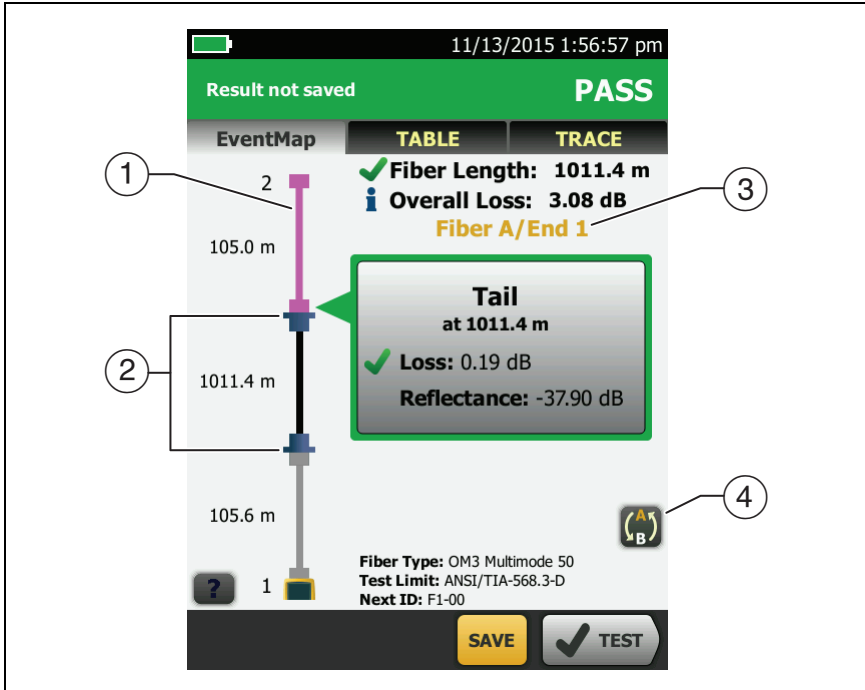 11/13/2015 1:56:57 pm
Result not saved PASS
EventMap TABLE TRACE
1
2
Fiber Length: 1011.4 m
i Overall Loss: 3.08 dB
3
Fiber A/End 1
105.0 m
Tail
at 1011.4 m
2
1011.4 m
Loss: 0.19 dB
Reflectance: -37.90 dB
4
105.6 m
A
B
Fiber Type: OM3 Multimode 50
Test Limit: ANSI/TIA-568.3-D
Next ID: F1-00
? 1
SAVE TEST